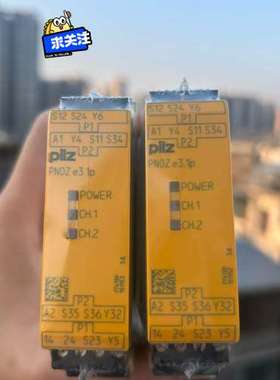 求关注
S12 S24 Y6
P1
A1 Y4 S11 S34
P2
pilz
PNOZ e3.1p
POWER
CH.1
CH.2
P2
A2 S35 S36 Y32
P1
14 24 S23 Y5
S12 S24 Y6
P1
A1 Y4 S11 S34
P2
pilz
PNOZ e3.1p
POWER
CH.1
CH.2
P2
A2 S35 S36 Y32
P1
14 24 S23 Y5